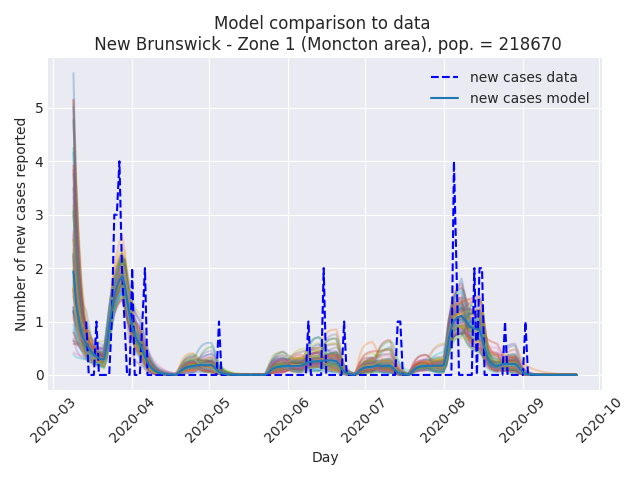 Model comparison to data
New Brunswick - Zone 1 (Moncton area), pop. = 218670
new cases data
new cases model
Number of new cases reported
5
4
3
2
1
0
2020-03
2020-04
2020-05
2020-06
2020-07
2020-08
2020-09
2020-10
Day